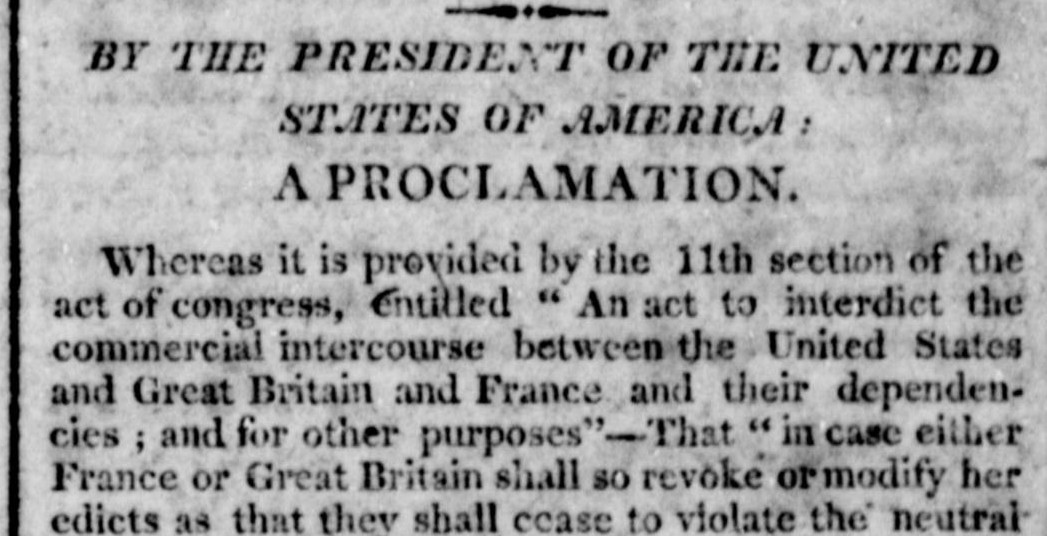 BY THE PRESIDENT OF THE UNITED
STATES OF AMERICA:
A PROCLAMATION.
Whereas it is provided by the 11th section of the
act of congress, entitled “ An act to interdict the
commercial intercourse between the United States
and Great Britain and France and their dependen-
cies ; and for other purposes”—That “ in case either
France or Great Britain shall so revoke or modify her
edicts as that they shall cease to violate the neutral